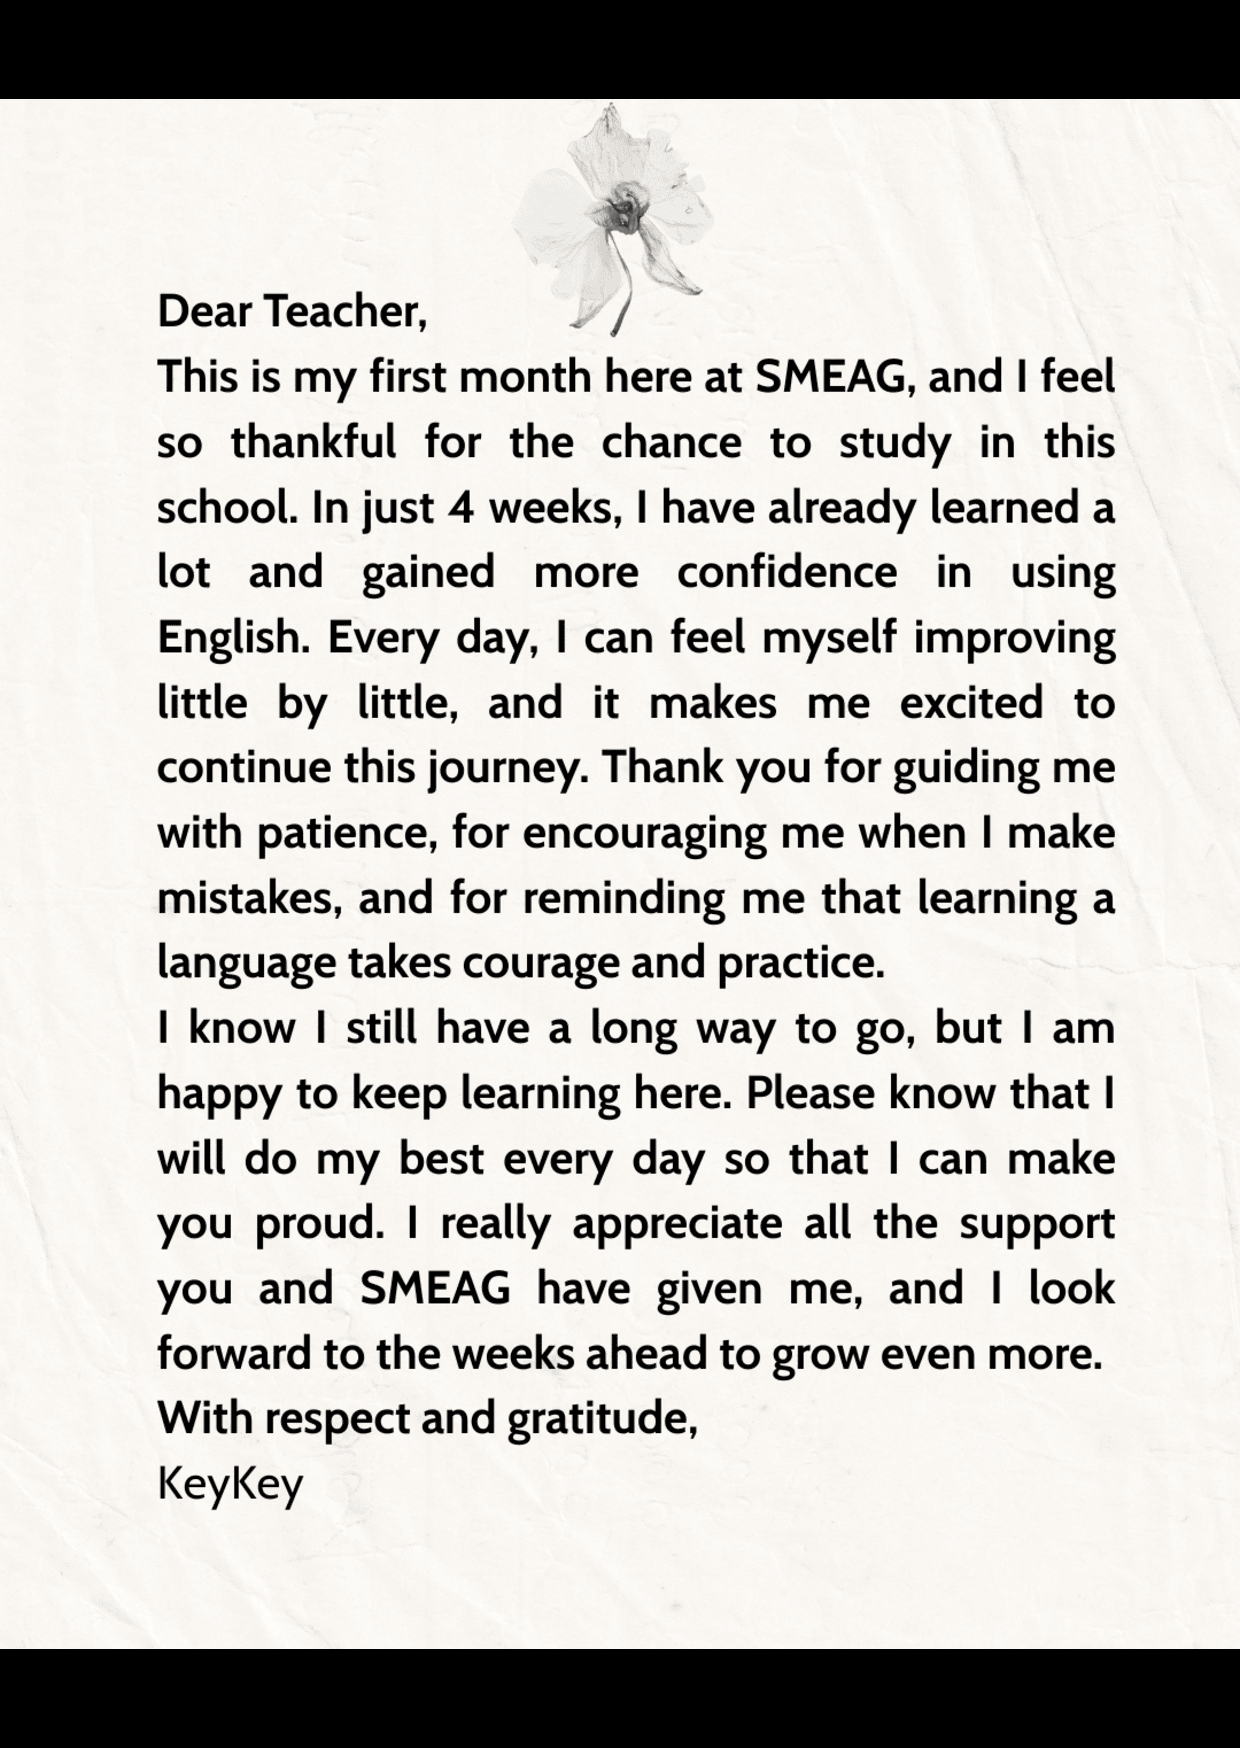 Dear Teacher,
This is my first month here at SMEAG, and I feel
so thankful for the chance to study in this
school. In just 4 weeks, I have already learned a
lot and gained more confidence in using
English. Every day, I can feel myself improving
little by little, and it makes me excited to
continue this journey. Thank you for guiding me
with patience, for encouraging me when I make
mistakes, and for reminding me that learning a
language takes courage and practice.
I know I still have a long way to go, but I am
happy to keep learning here. Please know that I
will do my best every day so that I can make
you proud. I really appreciate all the support
you and SMEAG have given me, and I look
forward to the weeks ahead to grow even more.
With respect and gratitude,
KeyKey